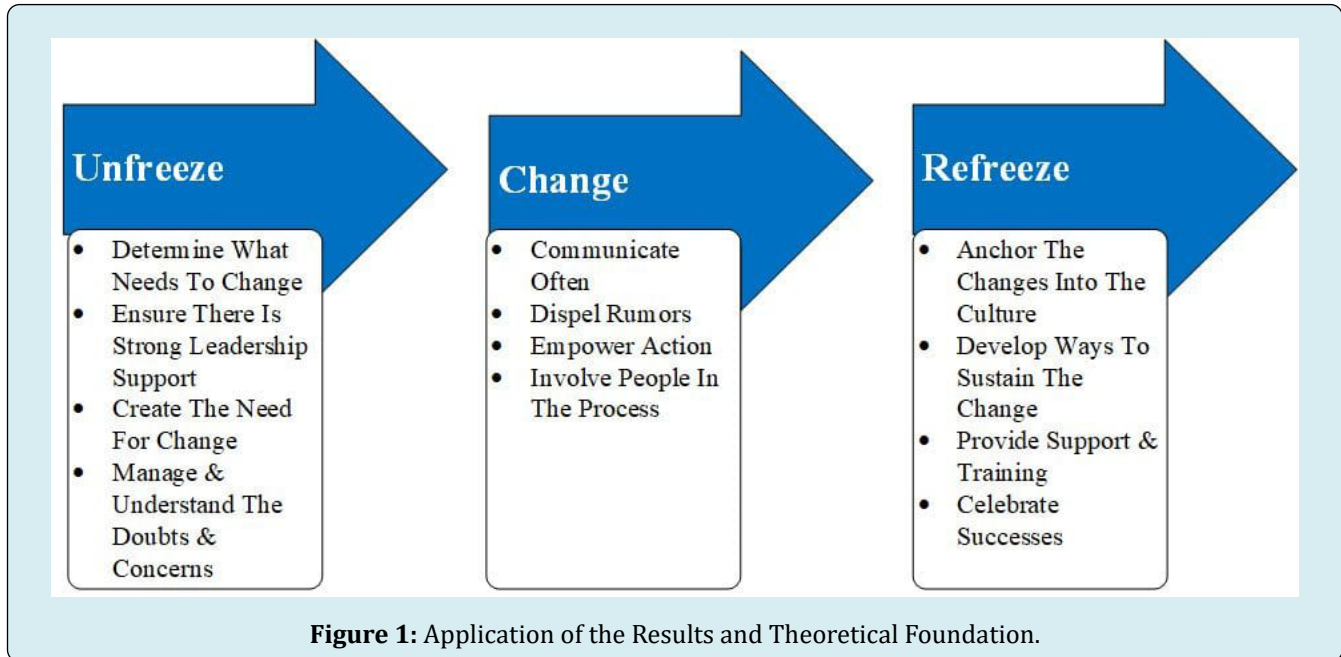 Unfreeze
• Determine What
Needs To Change
• Ensure There Is
Strong Leadership
Support
• Create The Need
For Change
• Manage &
Understand The
Doubts &
Concerns
Change
• Communicate
Often
• Dispel Rumors
• Empower Action
• Involve People In
The Process
Refreeze
• Anchor The
Changes Into The
Culture
• Develop Ways To
Sustain The
Change
• Provide Support &
Training
• Celebrate
Successes
Figure 1: Application of the Results and Theoretical Foundation.